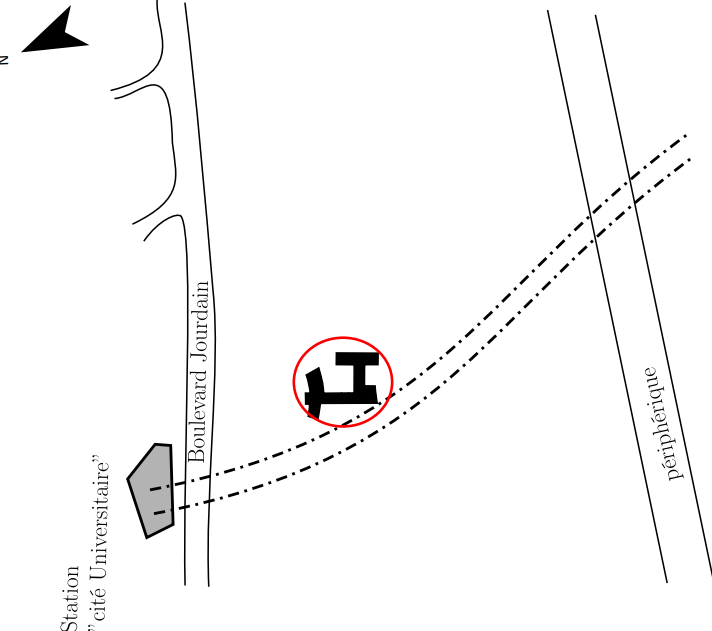 N
Boulevard Jourdain
périphérique
Station
” cité Universitaire”